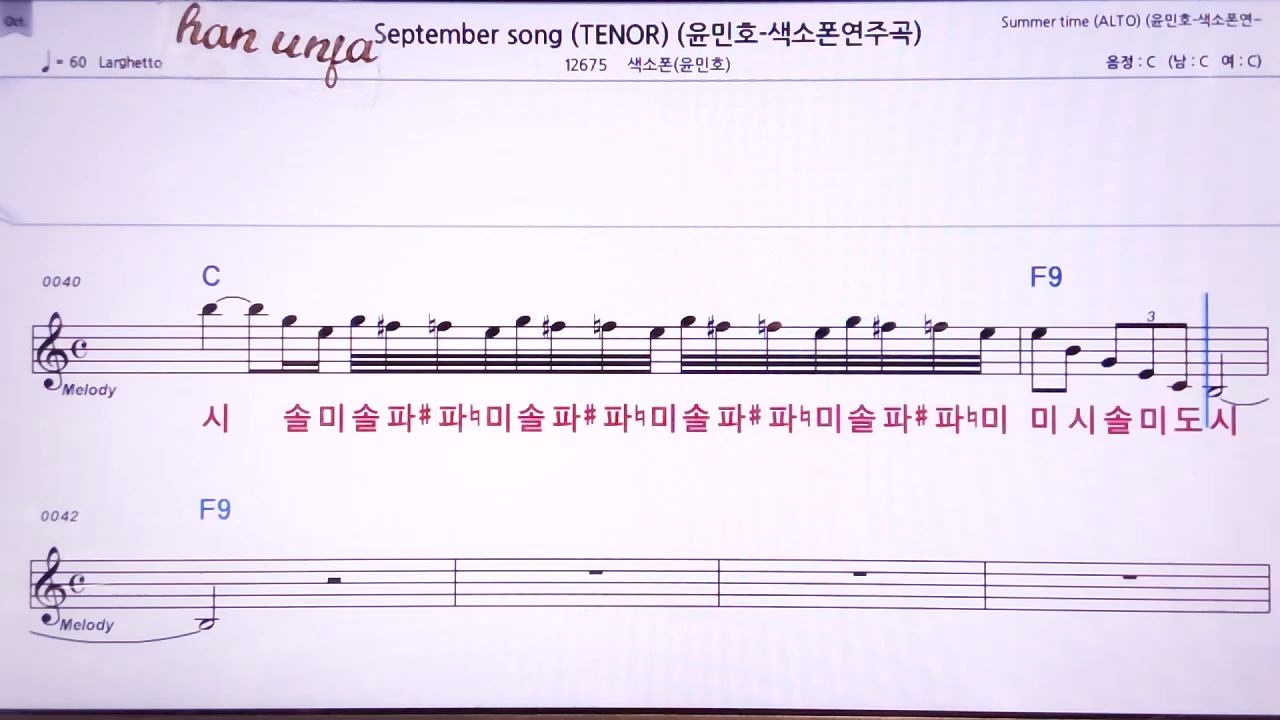 Oct.
han unfa
September song (TENOR) (윤민호-색소폰연주곡)
Summer time (ALTO) (윤민호-색소폰연~
♩ = 60 Larghetto
12675 색소폰(윤민호)
음정 : C (남 : C 여 : C)
0040
C
F9
3
Melody
시 솔 미 솔 파# 파♮ 미 솔 파# 파♮ 미 솔 파# 파♮ 미 솔 파# 파♮ 미 미 시 솔 미 도 시
0042
F9
Melody